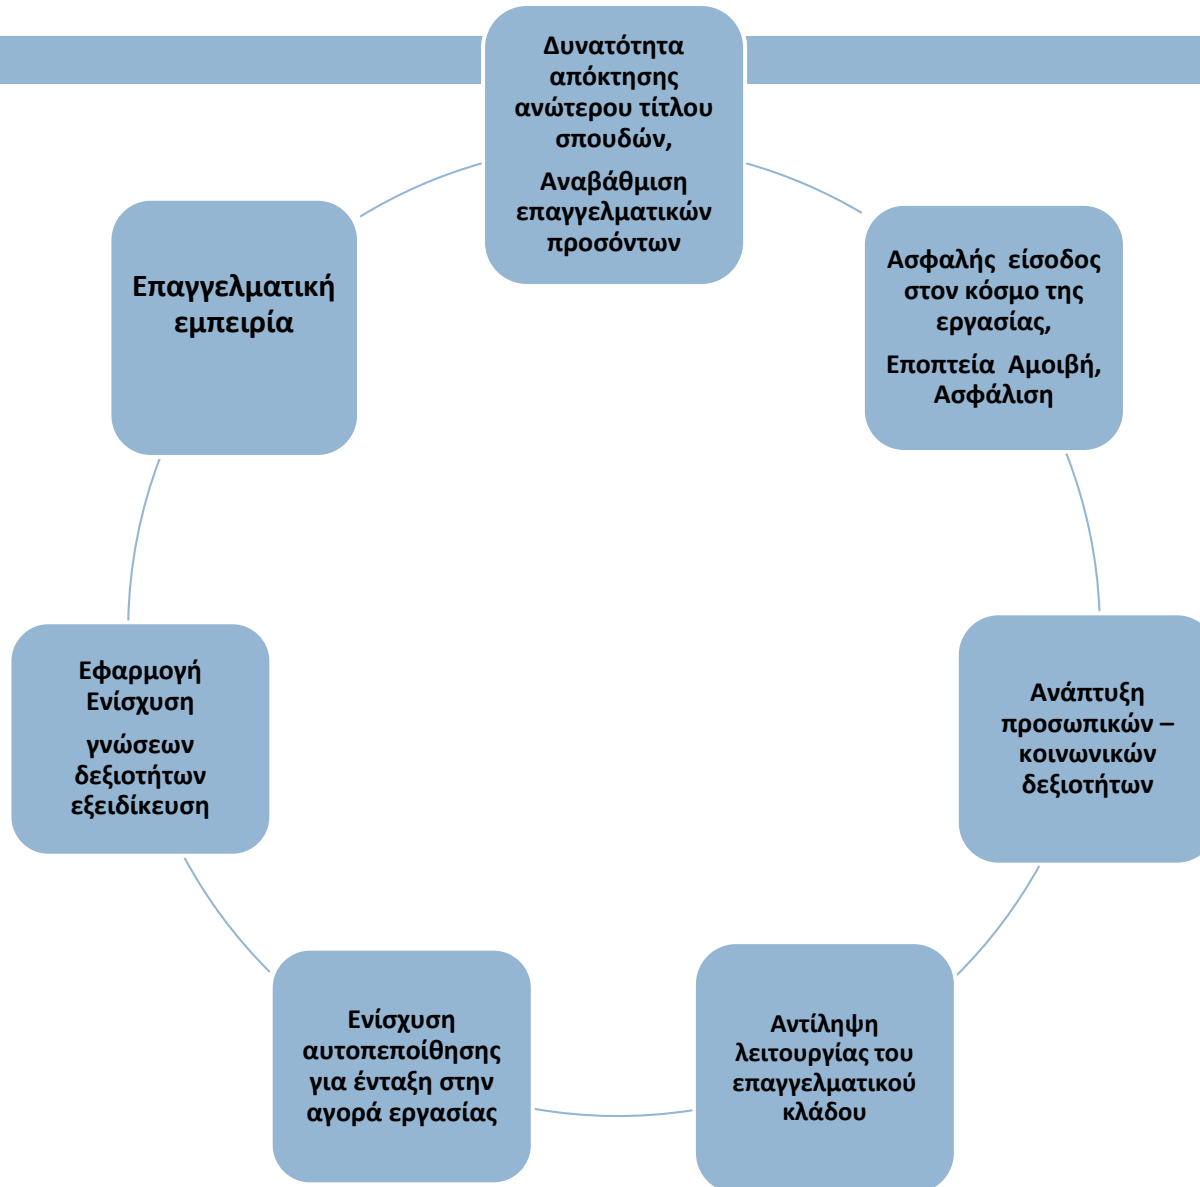 Δυνατότητα
απόκτησης
ανώτερου τίτλου
σπουδών,
Αναβάθμιση
επαγγελματικών
προσόντων
Ασφαλής είσοδος
στον κόσμο της
εργασίας,
Εποπτεία Αμοιβή,
Ασφάλιση
Ανάπτυξη
προσωπικών –
κοινωνικών
δεξιοτήτων
Αντίληψη
λειτουργίας του
επαγγελματικού
κλάδου
Ενίσχυση
αυτοπεποίθησης
για ένταξη στην
αγορά εργασίας
Εφαρμογή
Ενίσχυση
γνώσεων
δεξιοτήτων
εξειδίκευση
Επαγγελματική
εμπειρία